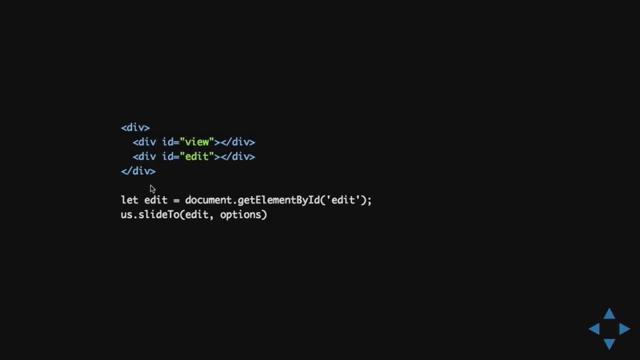 <div>
<div id="view"></div>
<div id="edit"></div>
</div>
let edit = document.getElementById('edit');
us.slideTo(edit, options)